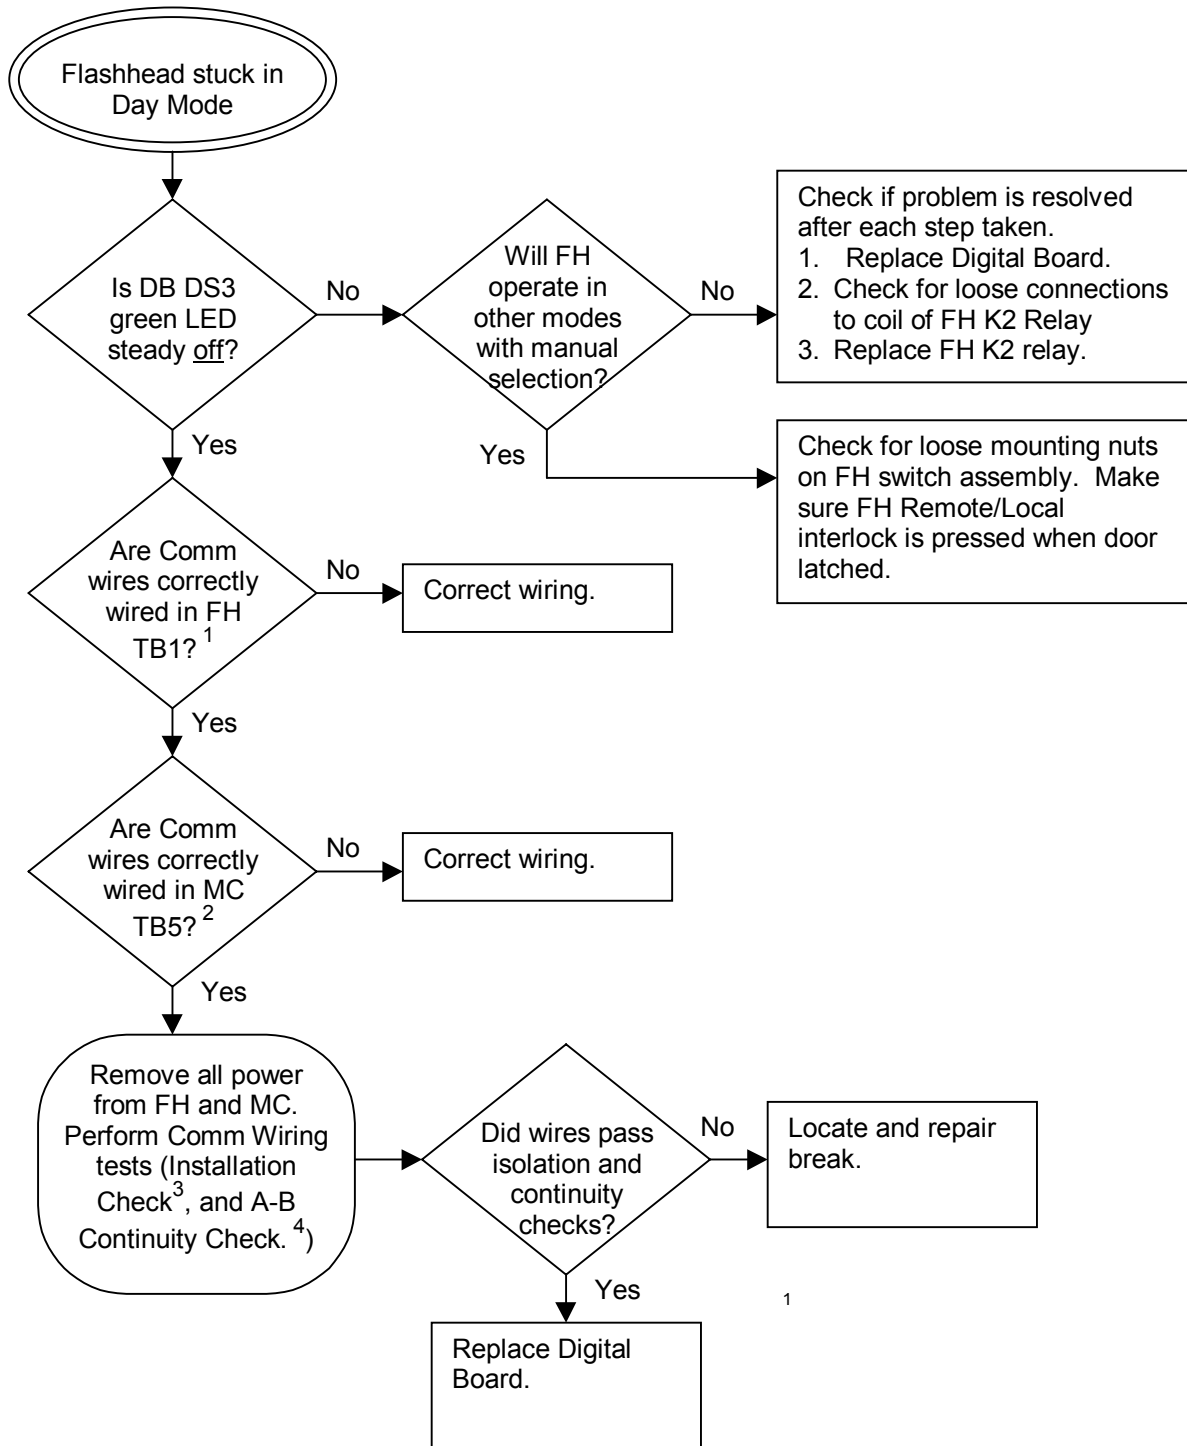 Flashhead stuck in
Day Mode
Is DB DS3
green LED
steady off?
No
Yes
Will FH
operate in
other modes
with manual
selection?
No
Yes
Check if problem is resolved
after each step taken.
1. Replace Digital Board.
2. Check for loose connections
to coil of FH K2 Relay
3. Replace FH K2 relay.
Check for loose mounting nuts
on FH switch assembly. Make
sure FH Remote/Local
interlock is pressed when door
latched.
Are Comm
wires correctly
wired in FH
TB1? 1
No
Correct wiring.
Yes
Are Comm
wires correctly
wired in MC
TB5? 2
No
Correct wiring.
Yes
Remove all power
from FH and MC.
Perform Comm Wiring
tests (Installation
Check3, and A-B
Continuity Check. 4)
Did wires pass
isolation and
continuity
checks?
No
Locate and repair
break.
Yes
1
Replace Digital
Board.